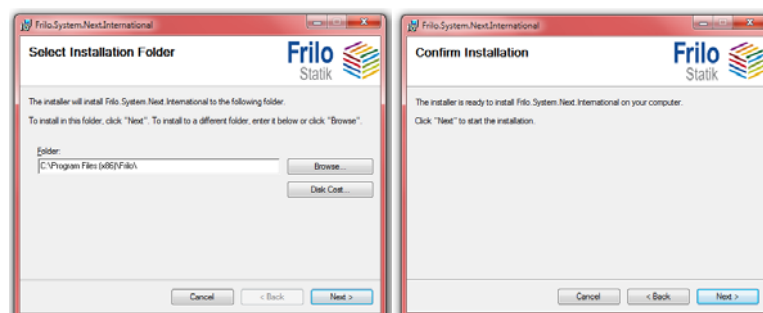 Frilo.System.Next.International
Select Installation Folder
Frilo
Statik
The installer will install Frilo.System.Next.International to the following folder.
To install in this folder, click "Next". To install to a different folder, enter it below or click "Browse".
Folder:
C:\Program Files (x86)\Frilo\
Browse...
Disk Cost...
Cancel
< Back
Next >
Frilo.System.Next.International
Confirm Installation
Frilo
Statik
The installer is ready to install Frilo.System.Next.International on your computer.
Click "Next" to start the installation.
Cancel
< Back
Next >